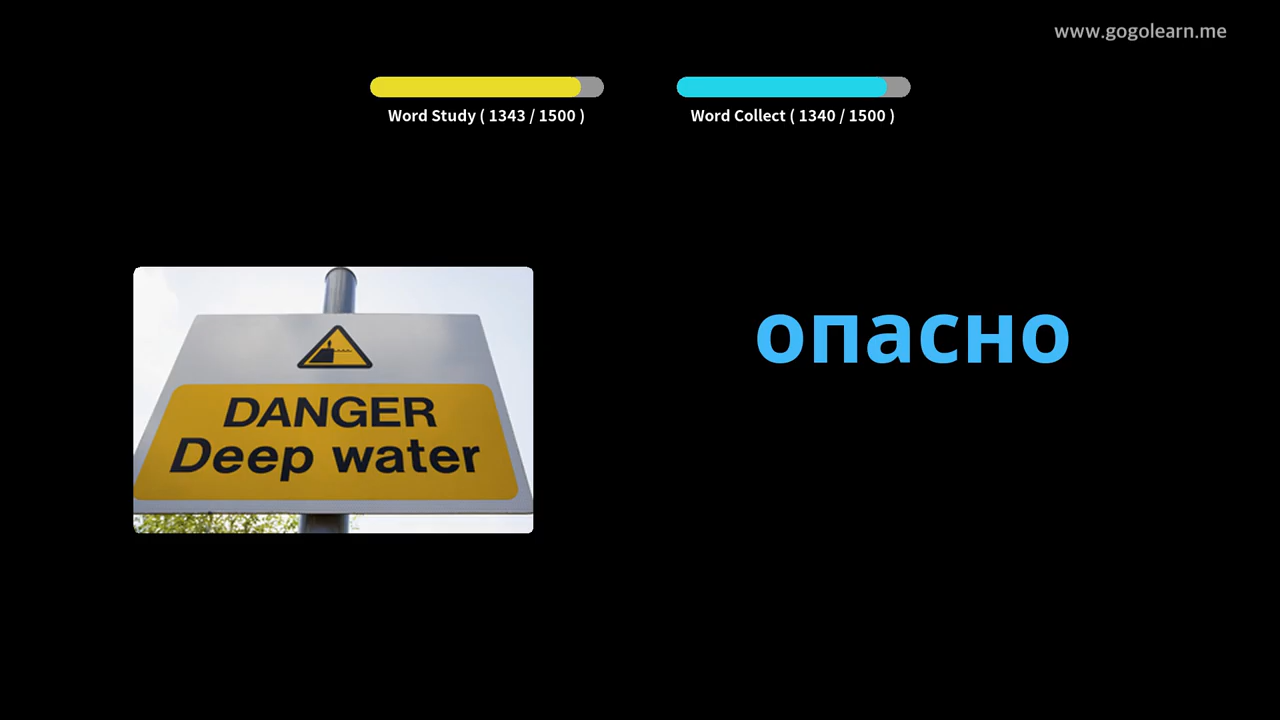 www.gogolearn.me
Word Study ( 1343 / 1500 )
Word Collect ( 1340 / 1500 )
DANGER
Deep water
опасно